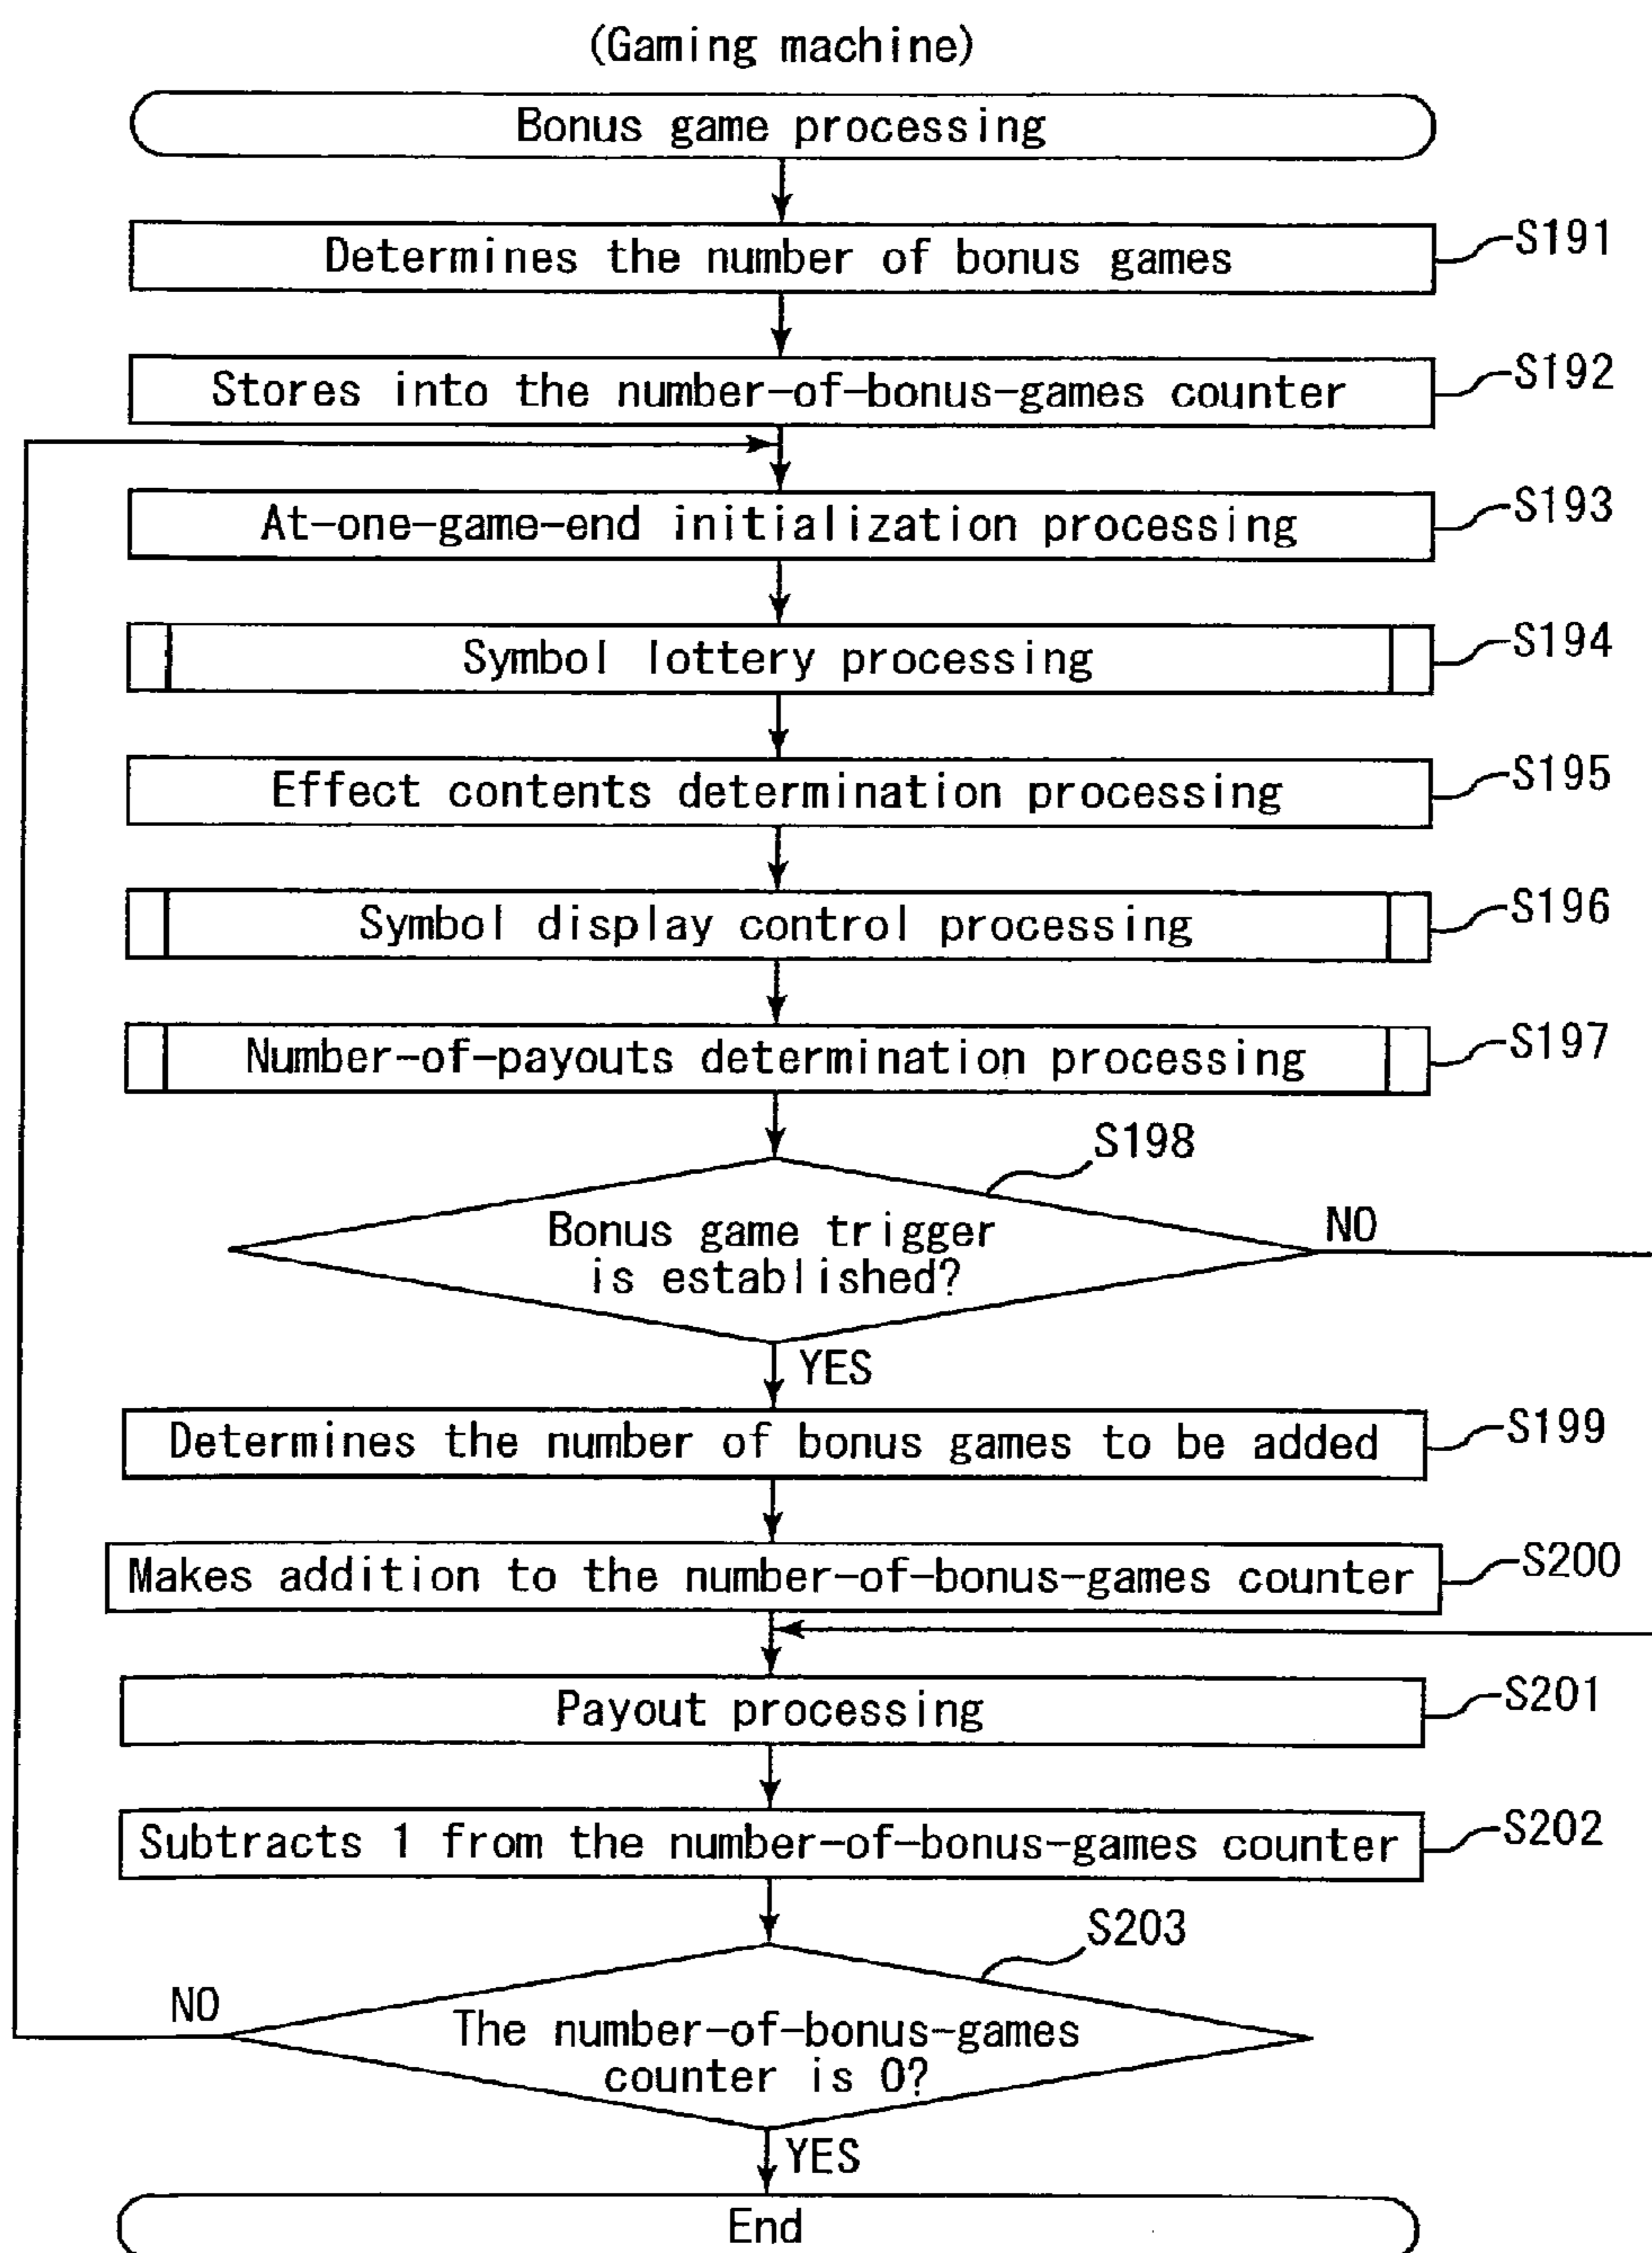 (Gaming machine)
Bonus game processing
Determines the number of bonus games
S191
Stores into the number-of-bonus-games counter
S192
At-one-game-end initialization processing
S193
Symbol lottery processing
S194
Effect contents determination processing
S195
Symbol display control processing
S196
Number-of-payouts determination processing
S197
S198
Bonus game trigger
is established?
NO
YES
Determines the number of bonus games to be added
S199
Makes addition to the number-of-bonus-games counter
S200
Payout processing
S201
Subtracts 1 from the number-of-bonus-games counter
S202
S203
NO
The number-of-bonus-games
counter is 0?
YES
End